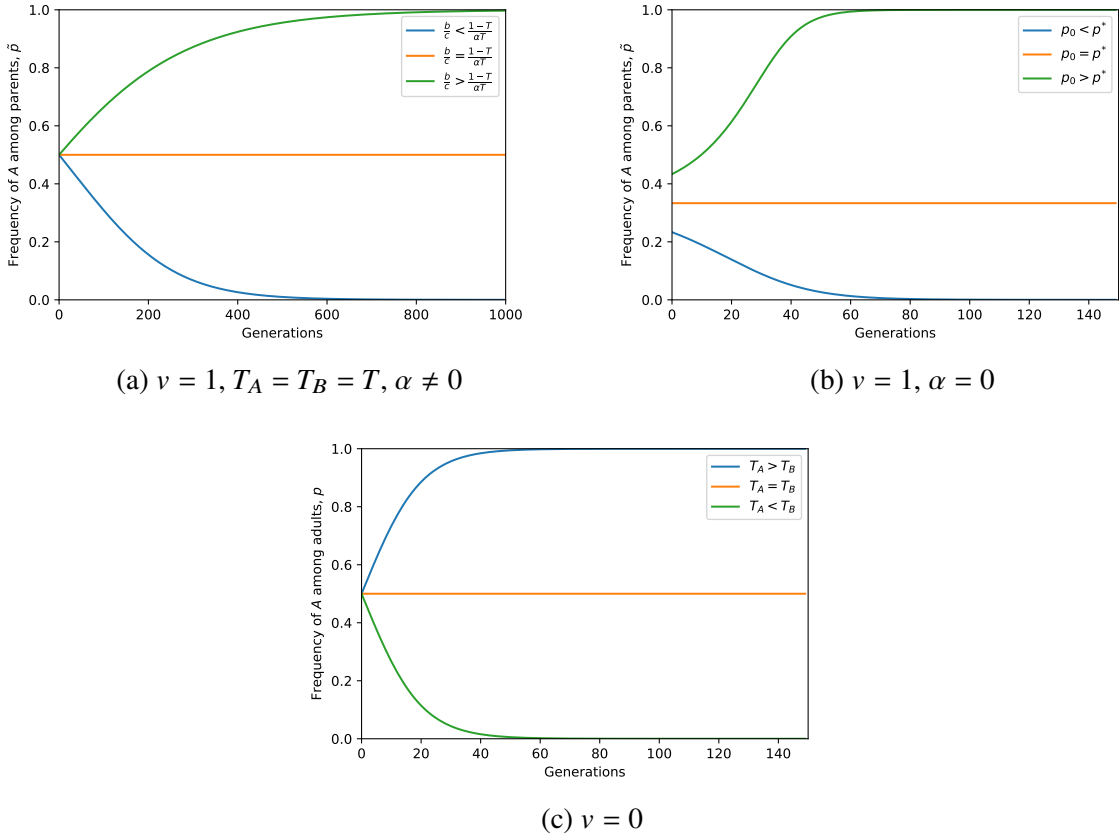 1.0
0.8
0.6
0.4
0.2
0.0
0
200
400
600
800
1000
Frequency of A among parents, p̃
Generations
b/c < (1−T)/(αT)
b/c = (1−T)/(αT)
b/c > (1−T)/(αT)
(a) v = 1, T_A = T_B = T, α ≠ 0
1.0
0.8
0.6
0.4
0.2
0.0
0
20
40
60
80
100
120
140
Frequency of A among parents, p̃
Generations
p₀ < p*
p₀ = p*
p₀ > p*
(b) v = 1, α = 0
1.0
0.8
0.6
0.4
0.2
0.0
0
20
40
60
80
100
120
140
Frequency of A among adults, p
Generations
T_A > T_B
T_A = T_B
T_A < T_B
(c) v = 0